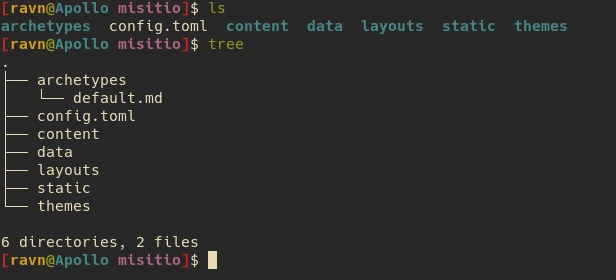 [ravn@Apollo misitio]$ ls
archetypes  config.toml  content  data  layouts  static  themes
[ravn@Apollo misitio]$ tree
.
├── archetypes
│   └── default.md
├── config.toml
├── content
├── data
├── layouts
├── static
└── themes

6 directories, 2 files
[ravn@Apollo misitio]$